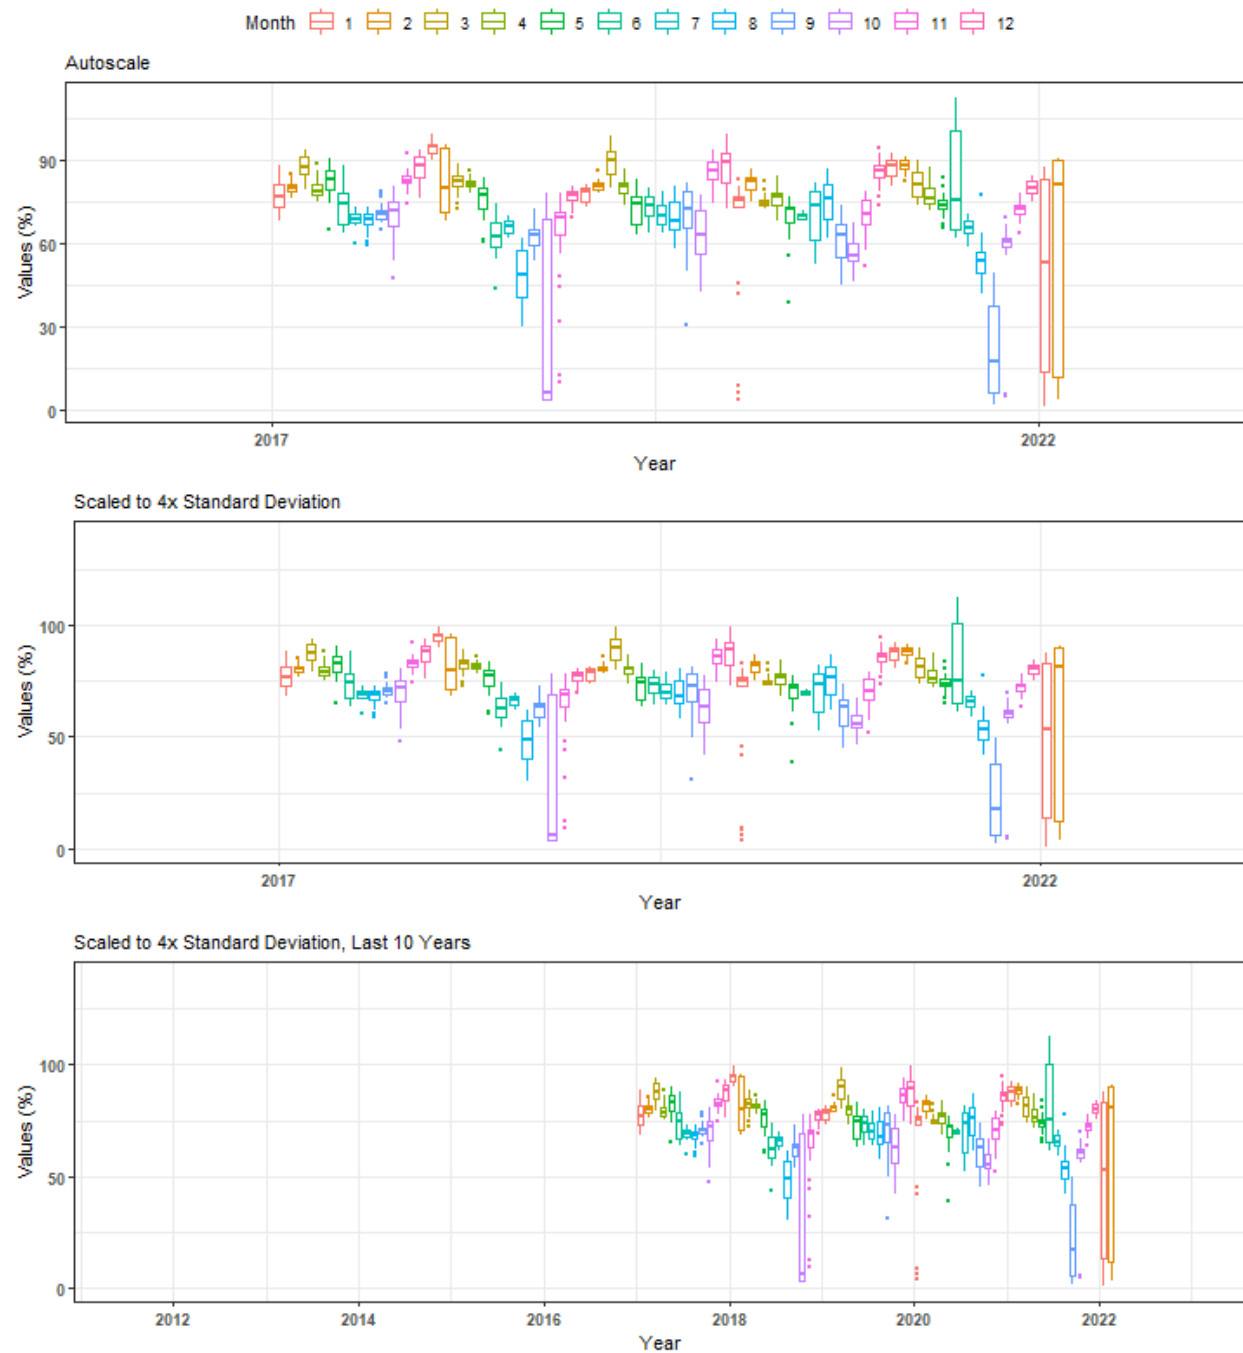 Month 1 2 3 4 5 6 7 8 9 10 11 12
Autoscale
Values (%)
90
60
30
0
2017 2022
Year
Scaled to 4x Standard Deviation
Values (%)
100
50
0
2017 2022
Year
Scaled to 4x Standard Deviation, Last 10 Years
Values (%)
100
50
0
2012 2014 2016 2018 2020 2022
Year